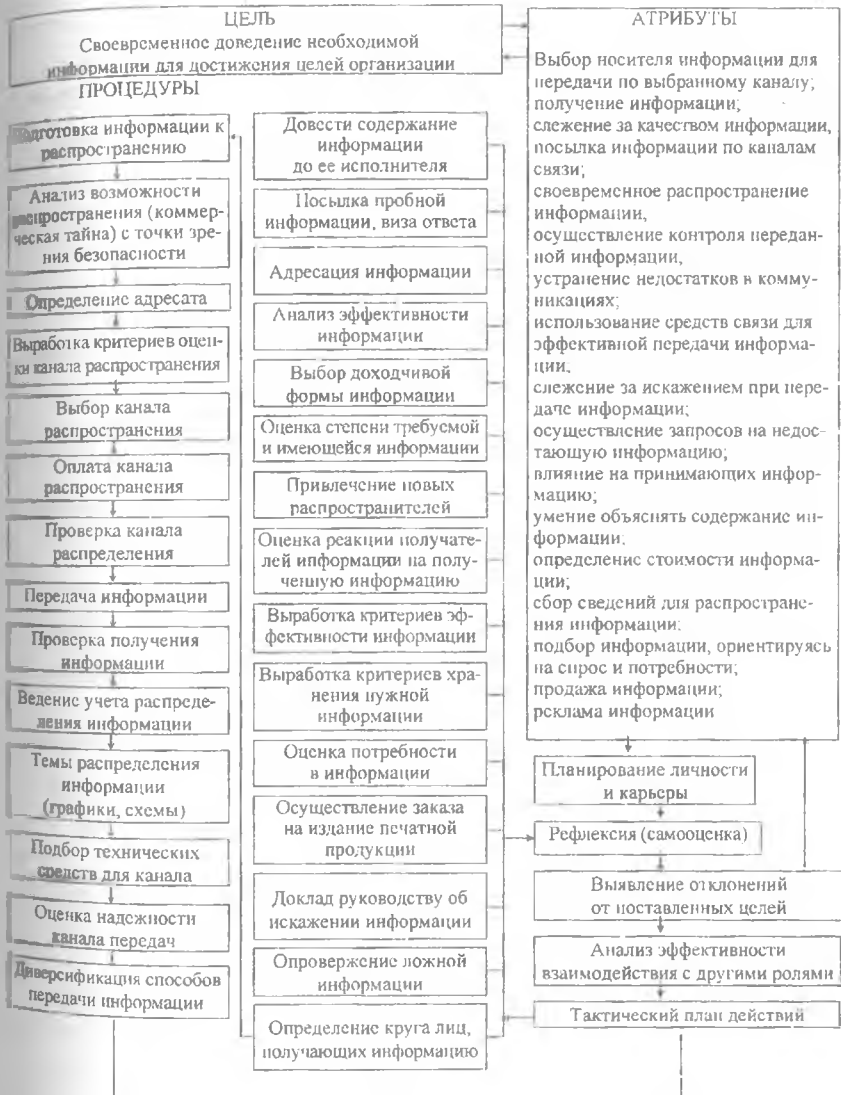 ЦЕЛЬ
Своевременное доведение необходимой
информации для достижения целей организации
ПРОЦЕДУРЫ
Подготовка информации к
распространению
Анализ возможности
распространения (коммер-
ческая тайна) с точки зре-
ния безопасности
Определение адресата
Выработка критериев оцен-
ки канала распространения
Выбор канала
распространения
Оплата канала
распространения
Проверка канала
распределения
Передача информации
Проверка получения
информации
Ведение учета распреде-
ления информации
Темы распределения
информации
(графики, схемы)
Подбор технических
средств для канала
Оценка надежности
канала передач
Диверсификация способов
передачи информации
Довести содержание
информации
до ее исполнителя
Посылка пробной
информации, виза ответа
Адресация информации
Анализ эффективности
информации
Выбор доходчивой
формы информации
Оценка степени требуемой
и имеющейся информации
Привлечение новых
распространителей
Оценка реакции получате-
лей информации на полу-
ченную информацию
Выработка критериев эф-
фективности информации
Выработка критериев хра-
нения нужной
информации
Оценка потребности
в информации
Осуществление заказа
на издание печатной
продукции
Доклад руководству об
искажении информации
Опровержение ложной
информации
Определение круга лиц,
получающих информацию
АТРИБУТЫ
Выбор носителя информации для
передачи по выбранному каналу;
получение информации;
слежение за качеством информации,
посылка информации по каналам
связи;
своевременное распространение
информации,
осуществление контроля передан-
ной информации,
устранение недостатков в комму-
никациях;
использование средств связи для
эффективной передачи информа-
ции,
слежение за искажением при пере-
даче информации;
осуществление запросов на недос-
тающую информацию;
влияние на принимающих инфор-
мацию;
умение объяснять содержание ин-
формации;
определение стоимости информа-
ции;
сбор сведений для распростране-
ния информации;
подбор информации, ориентируясь
на спрос и потребности;
продажа информации;
реклама информации
Планирование личности
и карьеры
Рефлексия (самооценка)
Выявление отклонений
от поставленных целей
Анализ эффективности
взаимодействия с другими ролями
Тактический план действий